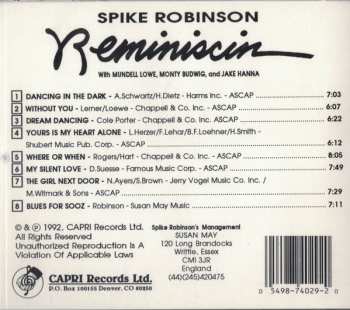 SPIKE ROBINSON
Reminiscin
With MUNDELL LOWE, MONTY BUDWIG, and JAKE HANNA
1 DANCING IN THE DARK - A.Schwartz/H.Dietz - Harms Inc. - ASCAP 7:03
2 WITHOUT YOU - Lerner/Loewe - Chappell & Co. Inc. - ASCAP 6:07
3 DREAM DANCING - Cole Porter - Chappell & Co. Inc. - ASCAP 6:22
4 YOURS IS MY HEART ALONE - L.Herzer/F.Lehar/B.F.Loehner/H.Smith -
Shubert Music Pub. Corp. - ASCAP 6:12
5 WHERE OR WHEN - Rogers/Hart - Chappell & Co. Inc. - ASCAP 8:05
6 MY SILENT LOVE - D.Suesse - Famous Music Corp. - ASCAP 7:49
7 THE GIRL NEXT DOOR - N.Ayers/S.Brown - Jerry Vogel Music Co. Inc. /
M.Witmark & Sons - ASCAP 7:27
8 BLUES FOR SOOZ - Robinson - Susan May Music 7:11
© & ℗ 1992, CAPRI Records Ltd.
All Rights Reserved
Unauthorized Reproduction Is A
Violation Of Applicable Laws
CAPRI Records Ltd.
P.O. Box 100155 Denver, CO 80250
Spike Robinson's Management
SUSAN MAY
120 Long Brandocks
Writtle, Essex
CM1 3JR
England
(44)(245)420475
0 5498-74029-2 0